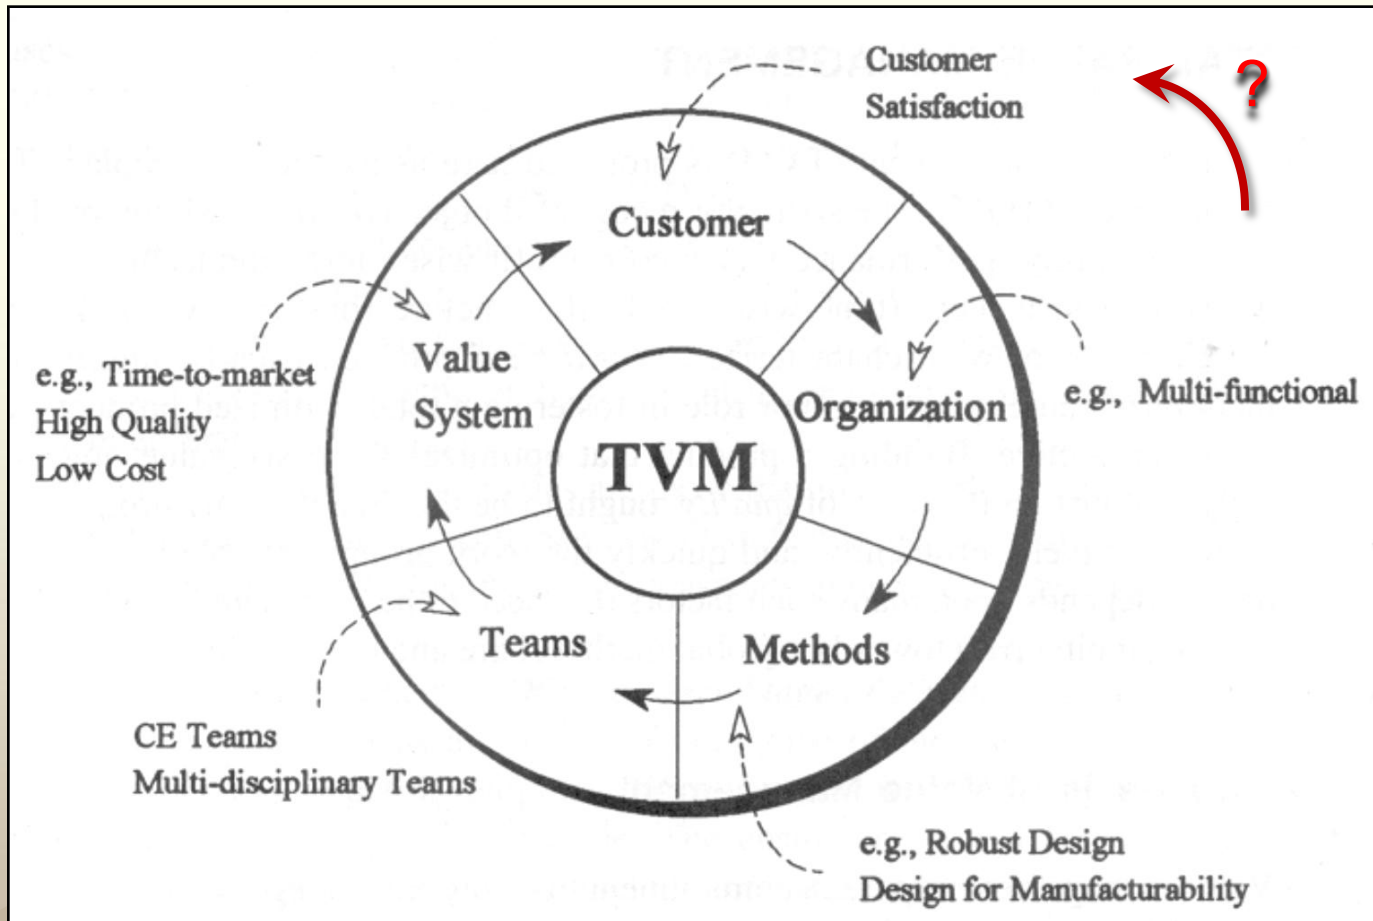 Customer
Satisfaction
?
Customer
Value
System
e.g., Time-to-market
High Quality
Low Cost
Organization
e.g., Multi-functional
TVM
Teams
Methods
CE Teams
Multi-disciplinary Teams
e.g., Robust Design
Design for Manufacturability